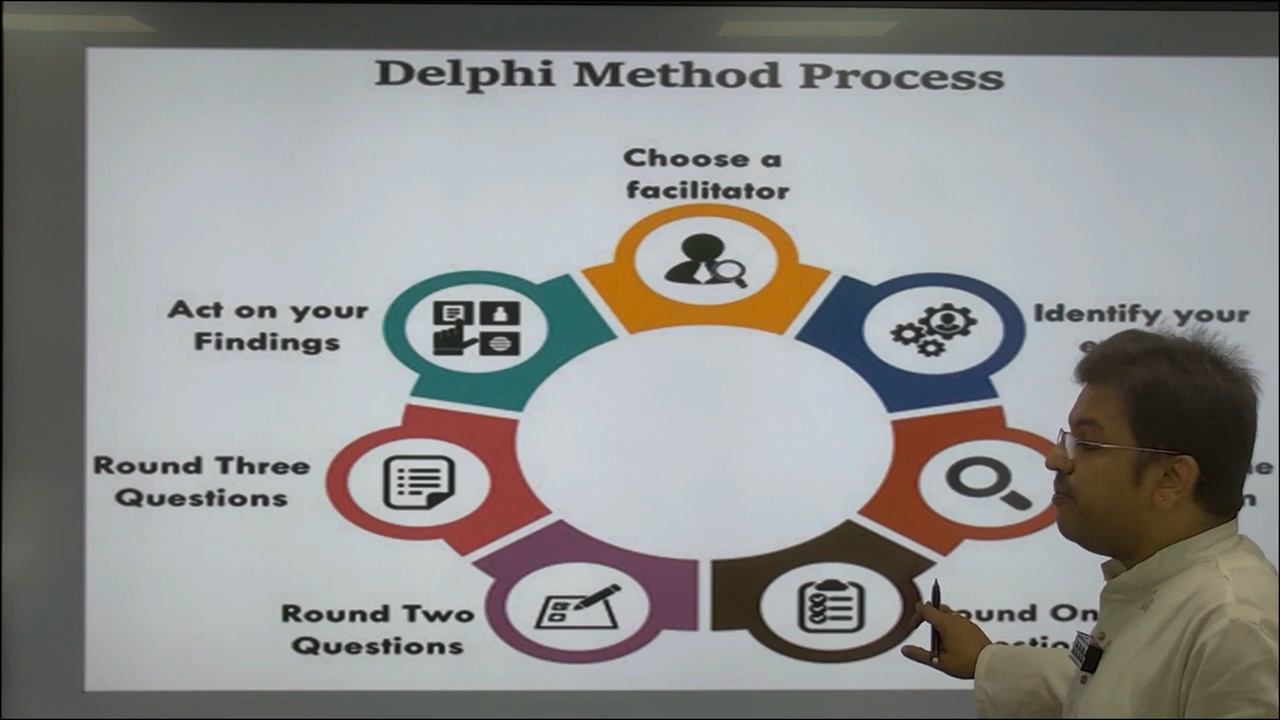 Delphi Method Process
Choose a
facilitator
Act on your
Findings
Identify your
Round Three
Questions
Round Two
Questions